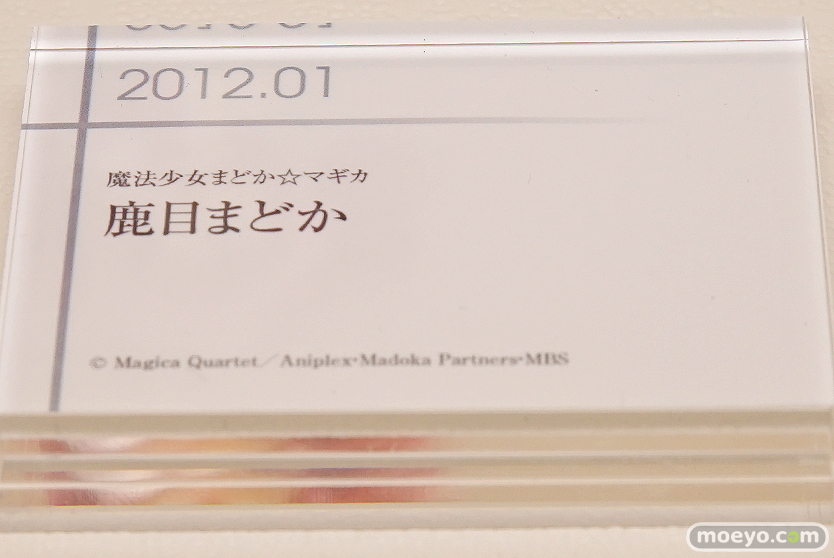 2012.01
魔法少女まどか☆マギカ
鹿目まどか
© Magica Quartet／Aniplex・Madoka Partners・MBS
moeyo.com